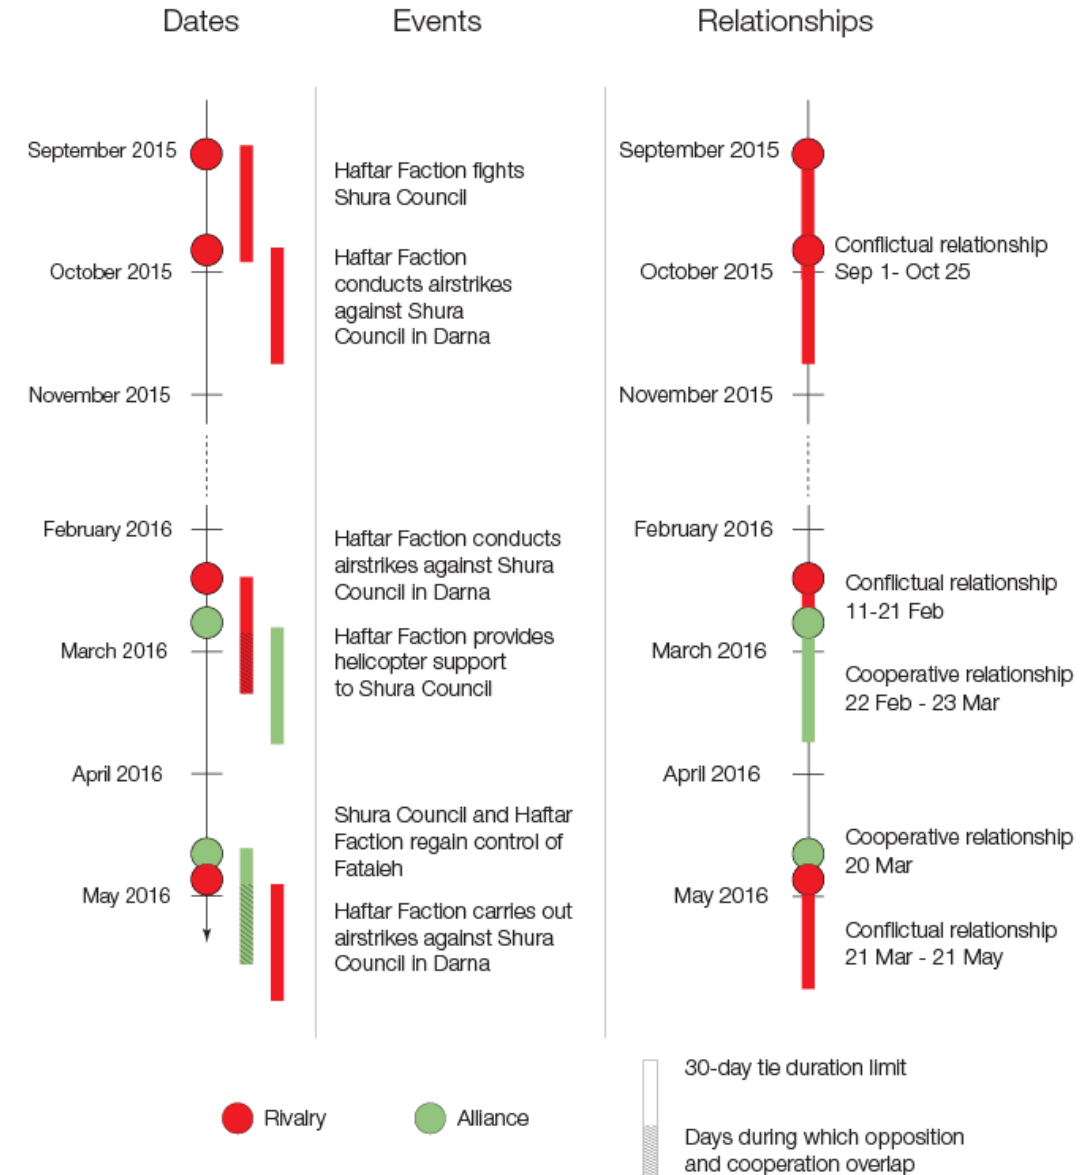 Dates
Events
Relationships
September 2015
Haftar Faction fights
Shura Council
October 2015
Haftar Faction
conducts airstrikes
against Shura
Council in Darna
November 2015
February 2016
Haftar Faction conducts
airstrikes against Shura
Council in Darna
March 2016
Haftar Faction provides
helicopter support
to Shura Council
April 2016
Shura Council and Haftar
Faction regain control of
Fataieh
May 2016
Haftar Faction carries out
airstrikes against Shura
Council in Darna
September 2015
Conflictual relationship
October 2015
Sep 1- Oct 25
November 2015
February 2016
Conflictual relationship
11-21 Feb
March 2016
Cooperative relationship
22 Feb - 23 Mar
April 2016
Cooperative relationship
20 Mar
May 2016
Conflictual relationship
21 Mar - 21 May
Rivalry
Alliance
30-day tie duration limit
Days during which opposition
and cooperation overlap